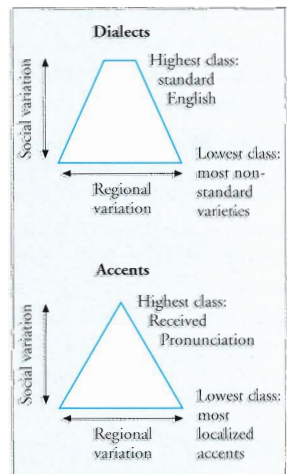 Dialects
Social variation
Highest class:
standard
English
Lowest class:
most non-
standard
varieties
Regional
variation
Accents
Social variation
Highest class:
Received
Pronunciation
Lowest class:
most
localized
accents
Regional
variation